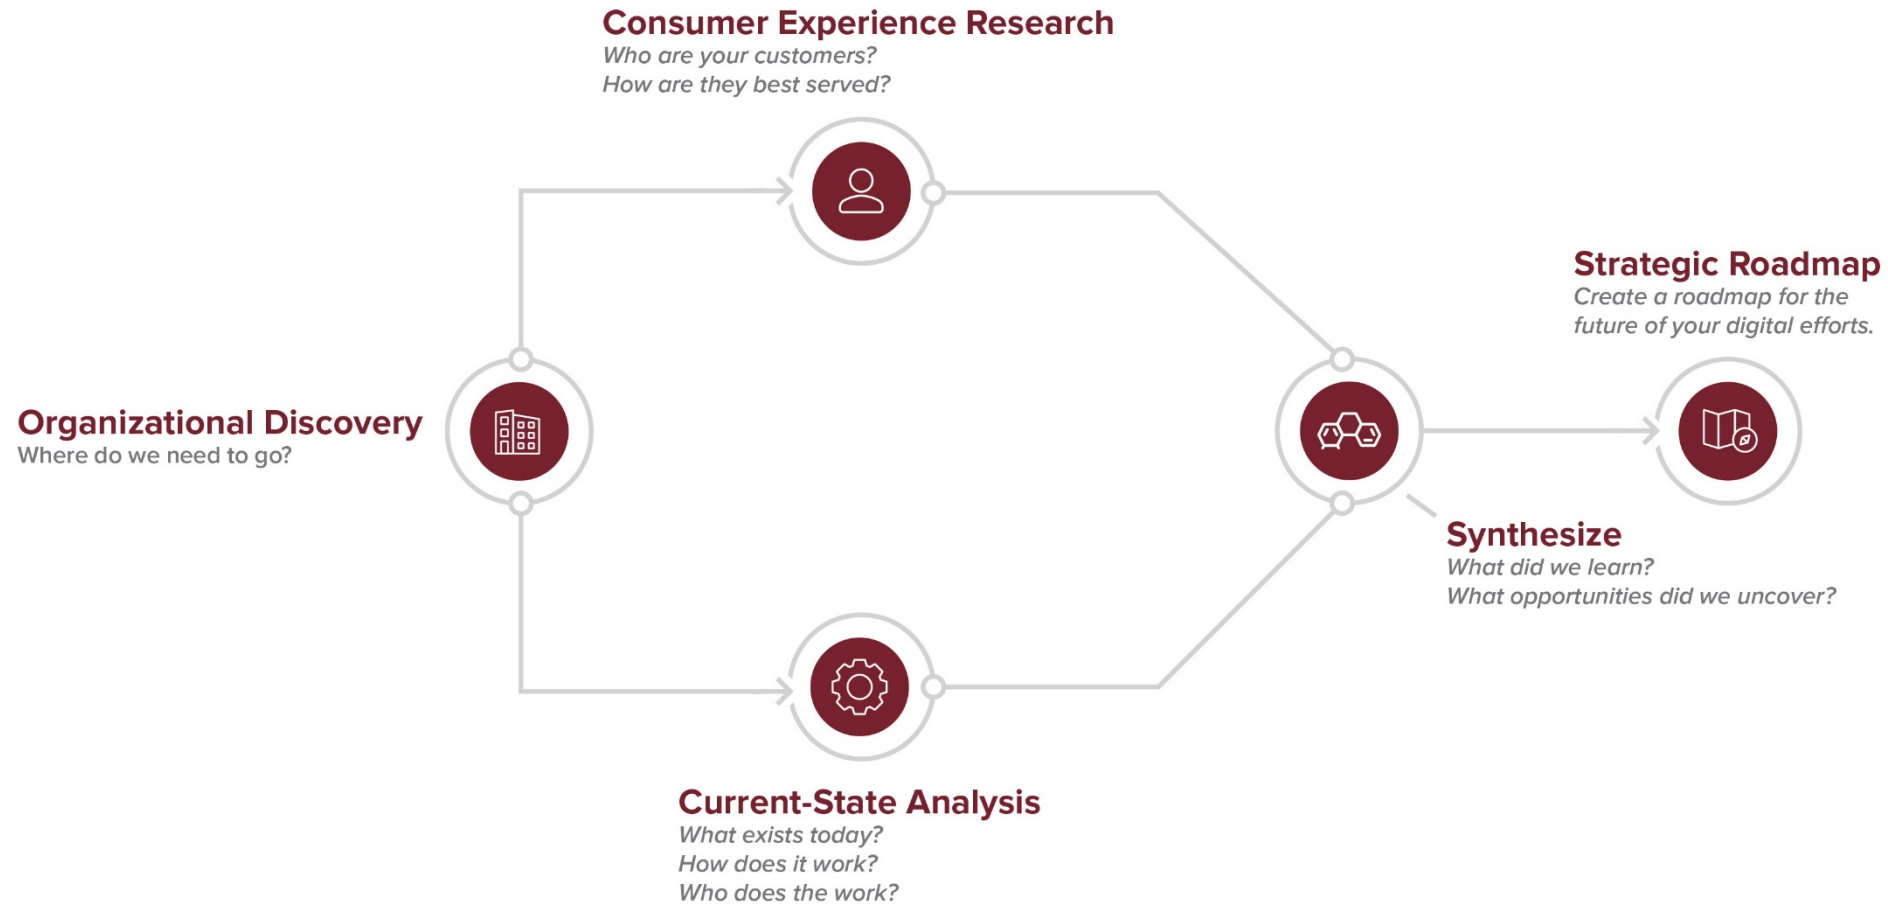 Consumer Experience Research
Who are your customers?
How are they best served?
Strategic Roadmap
Create a roadmap for the
future of your digital efforts.
Organizational Discovery
Where do we need to go?
Synthesize
What did we learn?
What opportunities did we uncover?
Current-State Analysis
What exists today?
How does it work?
Who does the work?